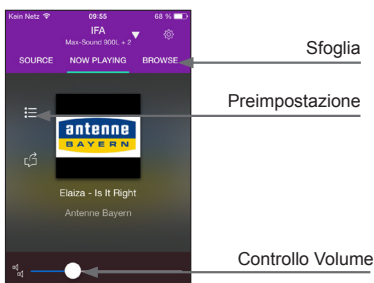 Kein Netz 09:55 68 %
IFA
Max-Sound 900L + 2
SOURCE NOW PLAYING BROWSE
Sfoglia
Preimpostazione
antenne
BAYERN
Elaiza - Is It Right
Antenne Bayern
Controllo Volume